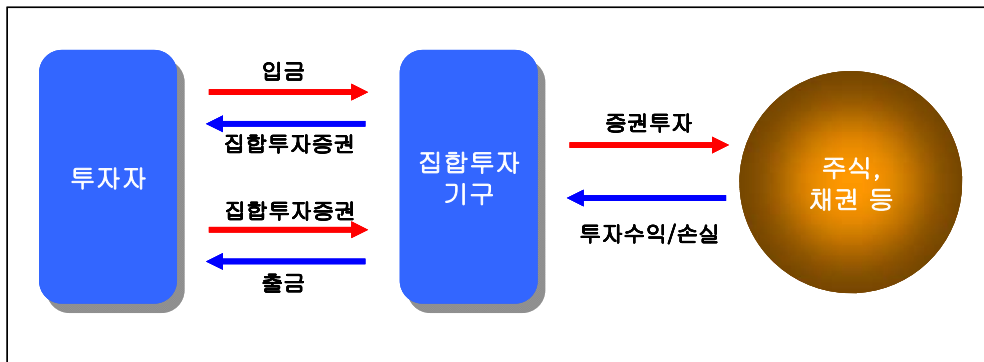 투자자
입금
집합투자증권
집합투자증권
출금
집합투자
기구
증권투자
투자수익/손실
주식,
채권 등